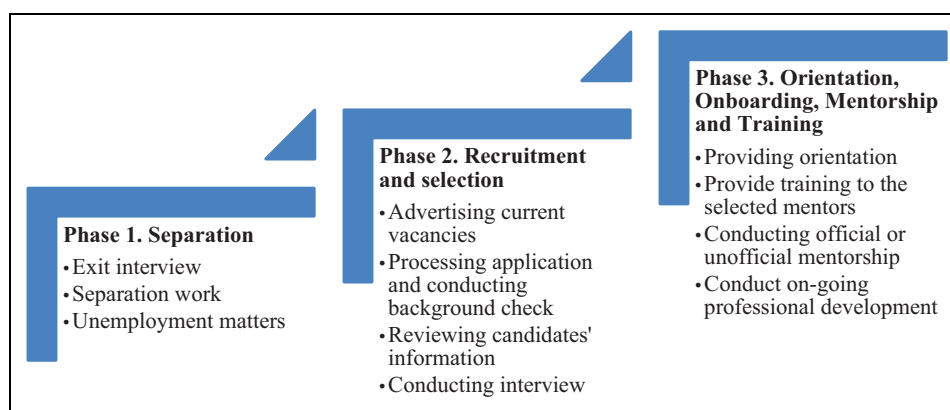 Phase 1. Separation
•Exit interview
•Separation work
•Unemployment matters
Phase 2. Recruitment
and selection
•Advertising current
vacancies
•Processing application
and conducting
background check
•Reviewing candidates'
information
•Conducting interview
Phase 3. Orientation,
Onboarding, Mentorship
and Training
•Providing orientation
•Provide training to the
selected mentors
•Conducting official or
unofficial mentorship
•Conduct on-going
professional development